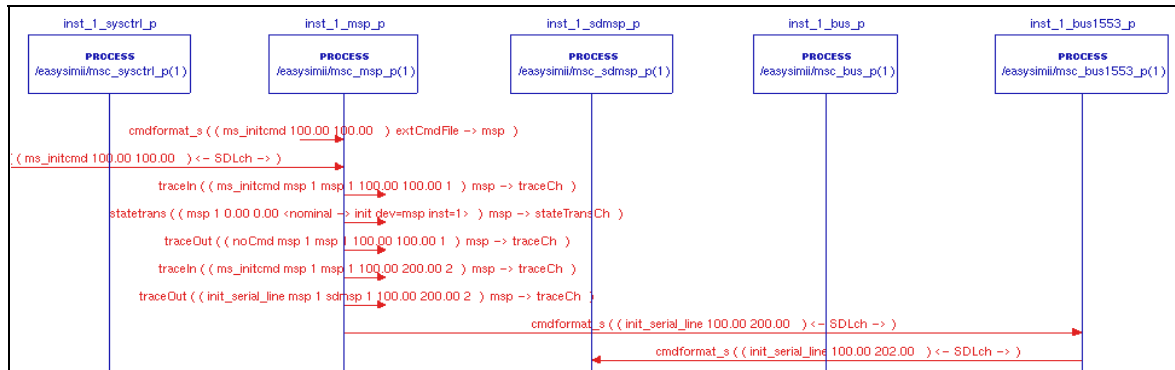 inst_1_sysctrl_p inst_1_msp_p inst_1_sdmsp_p inst_1_bus_p inst_1_bus1553_p
PROCESS PROCESS PROCESS PROCESS PROCESS
/easysimii/msc_sysctrl_p(1) /easysimii/msc_msp_p(1) /easysimii/msc_sdmsp_p(1) /easysimii/msc_bus_p(1) /easysimii/msc_bus1553_p(1)
cmdformat_s ( ( ms_initcmd 100.00 100.00 ) extCmdFile -> msp )
( ( ms_initcmd 100.00 100.00 ) <- SDLch -> )
traceIn ( ( ms_initcmd msp 1 msp 1 100.00 100.00 1 ) msp -> traceCh )
statetrans ( ( msp 1 0.00 0.00 <nominal -> init dev=msp inst=1> ) msp -> stateTransCh )
traceOut ( ( noCmd msp 1 msp 1 100.00 100.00 1 ) msp -> traceCh )
traceIn ( ( ms_initcmd msp 1 msp 1 100.00 200.00 2 ) msp -> traceCh )
traceOut ( ( init_serial_line msp 1 sdmsp 1 100.00 200.00 2 ) msp -> traceCh )
cmdformat_s ( ( init_serial_line 100.00 200.00 ) <- SDLch -> )
cmdformat_s ( ( init_serial_line 100.00 202.00 ) <- SDLch -> )